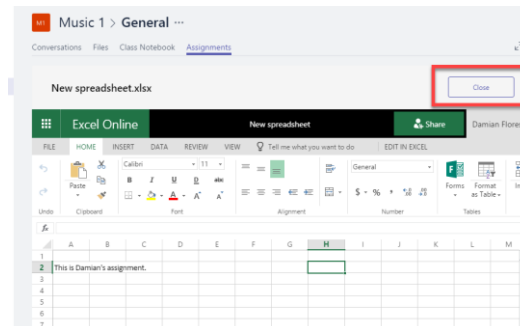 M1 Music 1 > General ...
Conversations Files Class Notebook Assignments
New spreadsheet.xlsx
Close
Excel Online New spreadsheet Share Damian Flores
FILE HOME INSERT DATA REVIEW VIEW Tell me what you want to do EDIT IN EXCEL
Calibri 11 General
Paste B I U D abc $ % Forms Format as Table
Undo Clipboard Font Alignment Number Tables
fx
A B C D E F G H I J K L M
1
2 This is Damian's assignment.
3
4
5
6
7